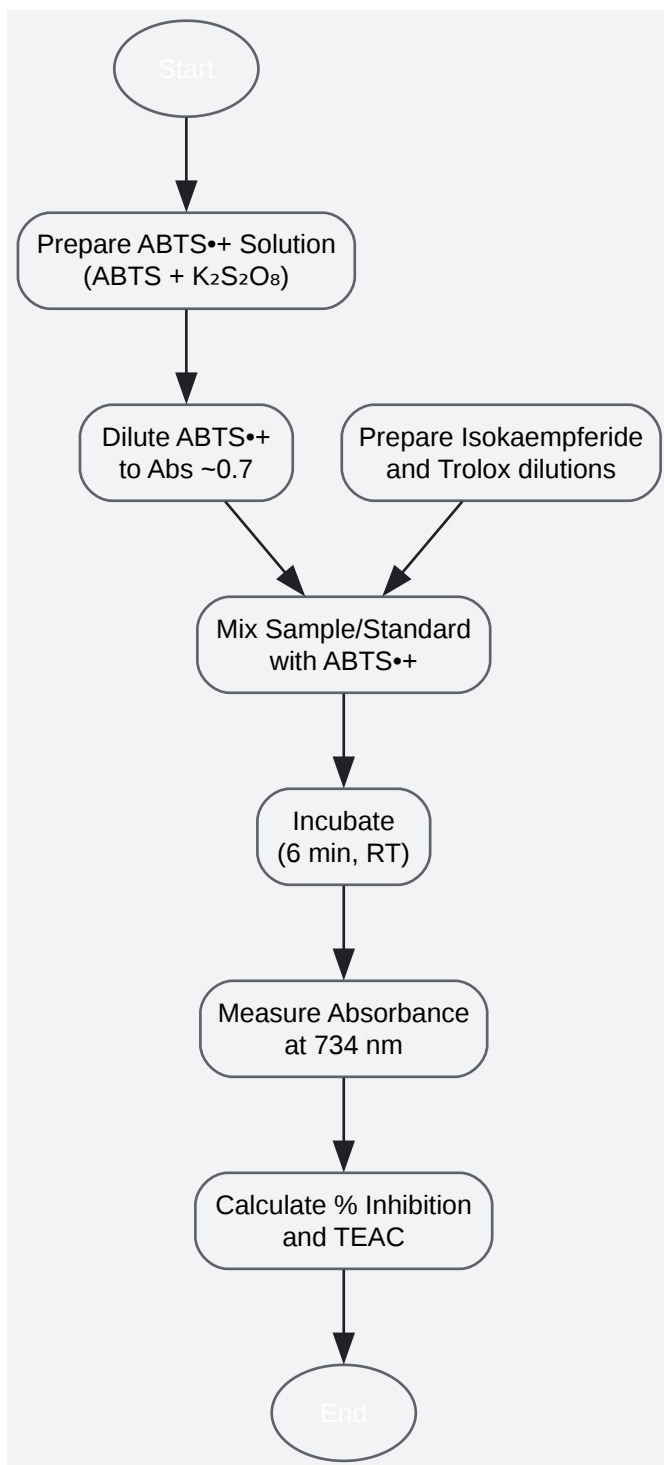 Start
Prepare ABTS•+ Solution
(ABTS + K₂S₂O₈)
Dilute ABTS•+
to Abs ~0.7
Prepare Isokaempferide
and Trolox dilutions
Mix Sample/Standard
with ABTS•+
Incubate
(6 min, RT)
Measure Absorbance
at 734 nm
Calculate % Inhibition
and TEAC
End